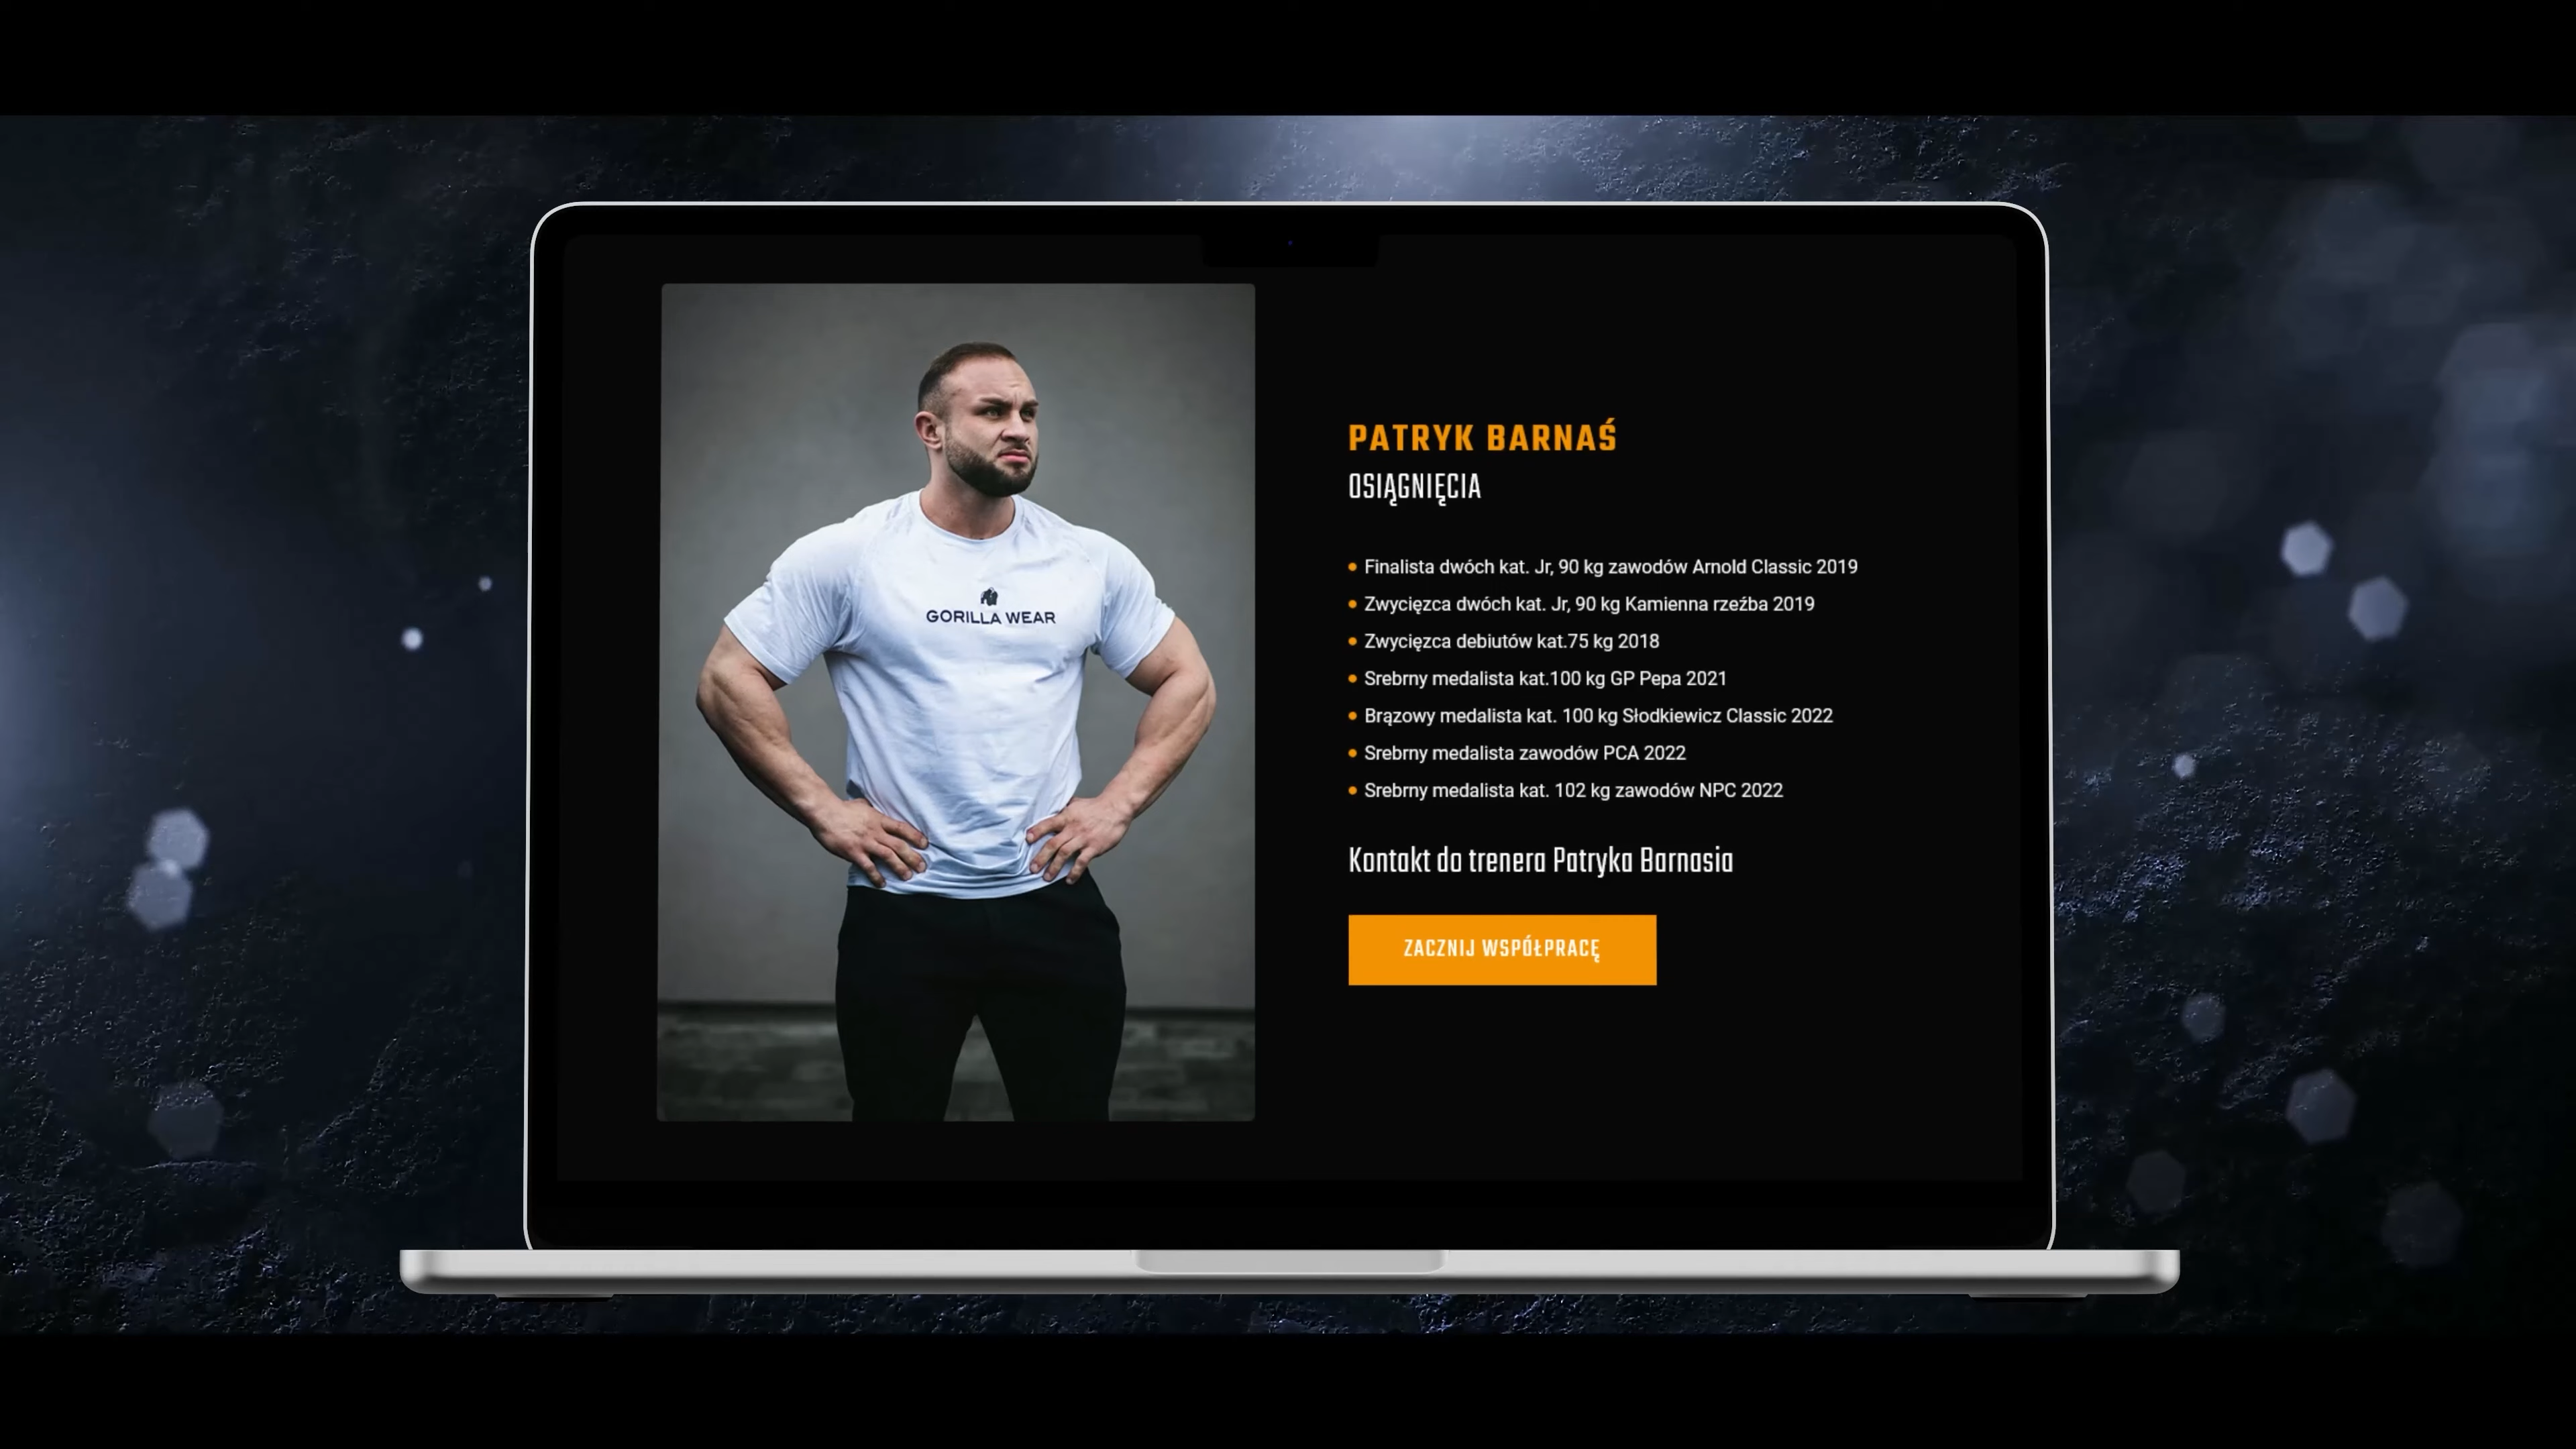 GORILLA WEAR
PATRYK BARNAŚ
OSIĄGNIĘCIA
Finalista dwóch kat. Jr, 90 kg zawodów Arnold Classic 2019
Zwycięzca dwóch kat. Jr, 90 kg Kamienna rzeźba 2019
Zwycięzca debiutów kat.75 kg 2018
Srebrny medalista kat.100 kg GP Pepa 2021
Brązowy medalista kat. 100 kg Słodkiewicz Classic 2022
Srebrny medalista zawodów PCA 2022
Srebrny medalista kat. 102 kg zawodów NPC 2022
Kontakt do trenera Patryka Barnasia
ZACZNIJ WSPÓŁPRACĘ